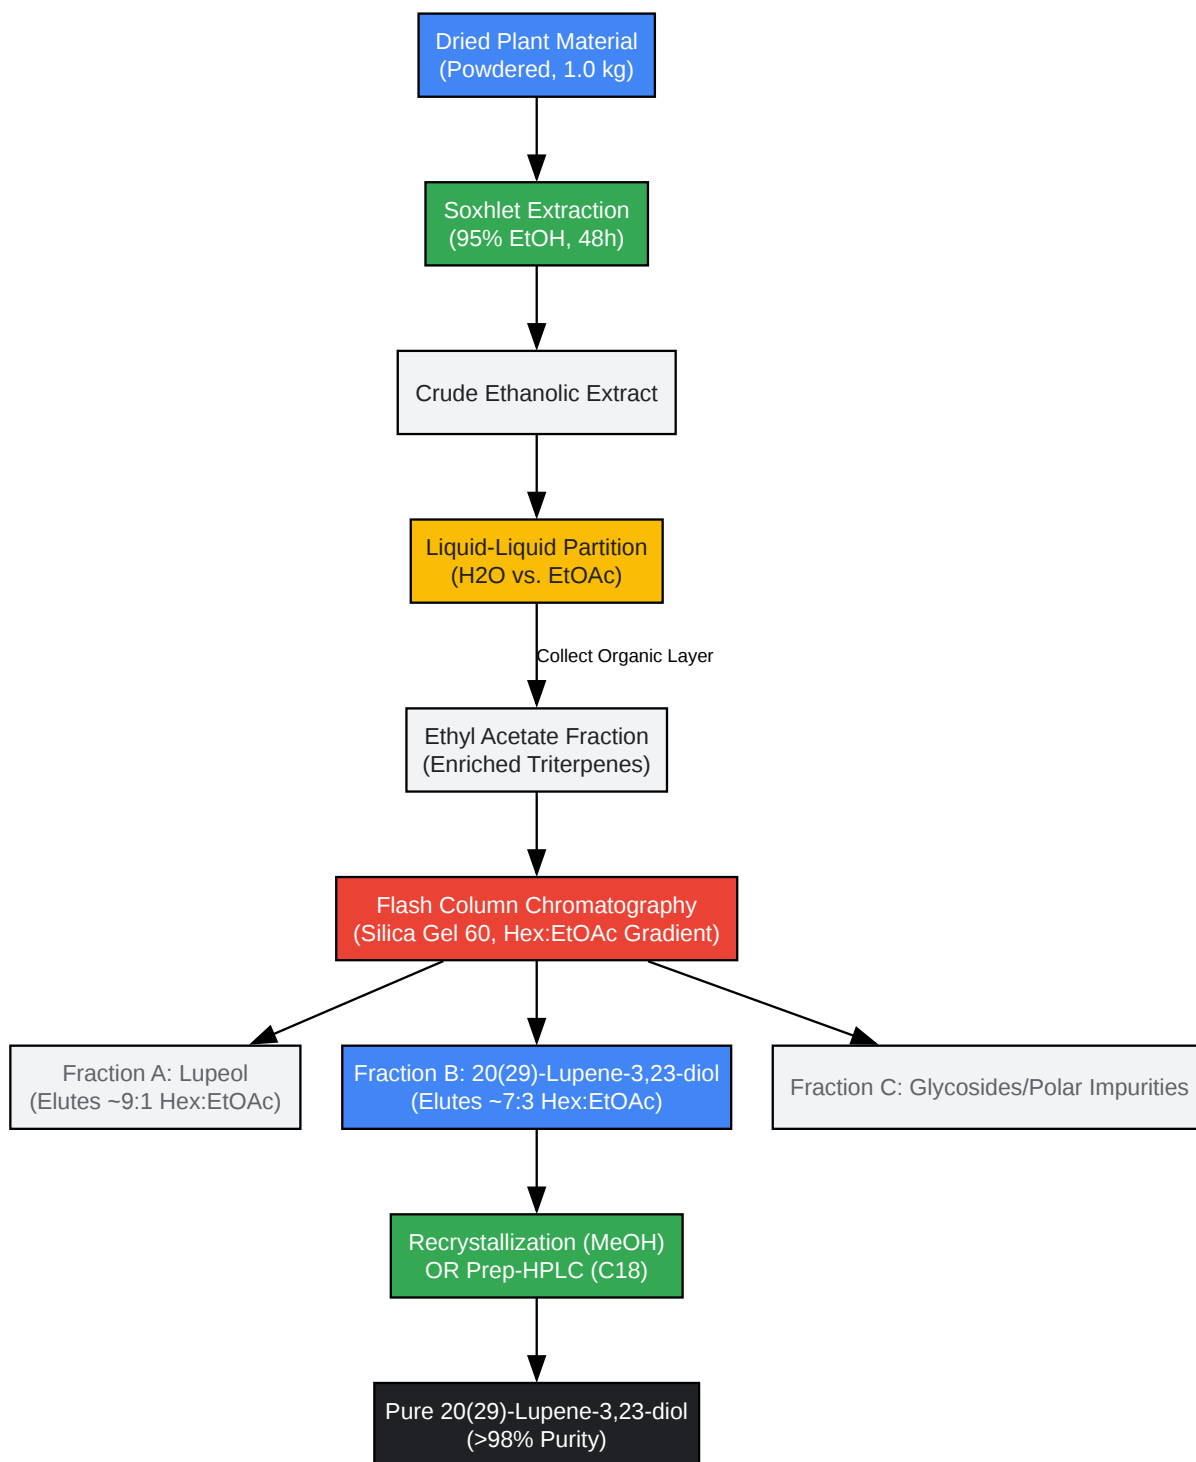 Dried Plant Material
(Powdered, 1.0 kg)
Soxhlet Extraction
(95% EtOH, 48h)
Crude Ethanolic Extract
Liquid-Liquid Partition
(H2O vs. EtOAc)
Collect Organic Layer
Ethyl Acetate Fraction
(Enriched Triterpenes)
Flash Column Chromatography
(Silica Gel 60, Hex:EtOAc Gradient)
Fraction A: Lupeol
(Elutes ~9:1 Hex:EtOAc)
Fraction B: 20(29)-Lupene-3,23-diol
(Elutes ~7:3 Hex:EtOAc)
Fraction C: Glycosides/Polar Impurities
Recrystallization (MeOH)
OR Prep-HPLC (C18)
Pure 20(29)-Lupene-3,23-diol
(>98% Purity)